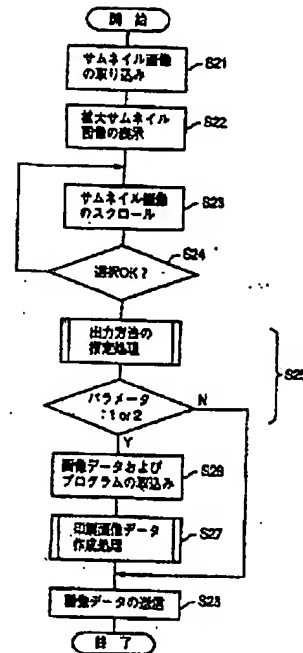 開始
サムネイル画像
の取り込み
S21
拡大サムネイル
画像の表示
S22
サムネイル画像
のスクロール
S23
S24
選択OK?
出力方法の
指定処理
S25
パラメータ
:1 or 2
N
Y
画像データおよび
プログラムの取込み
S26
印刷画像データ
作成処理
S27
画像データの送信
S28
終了